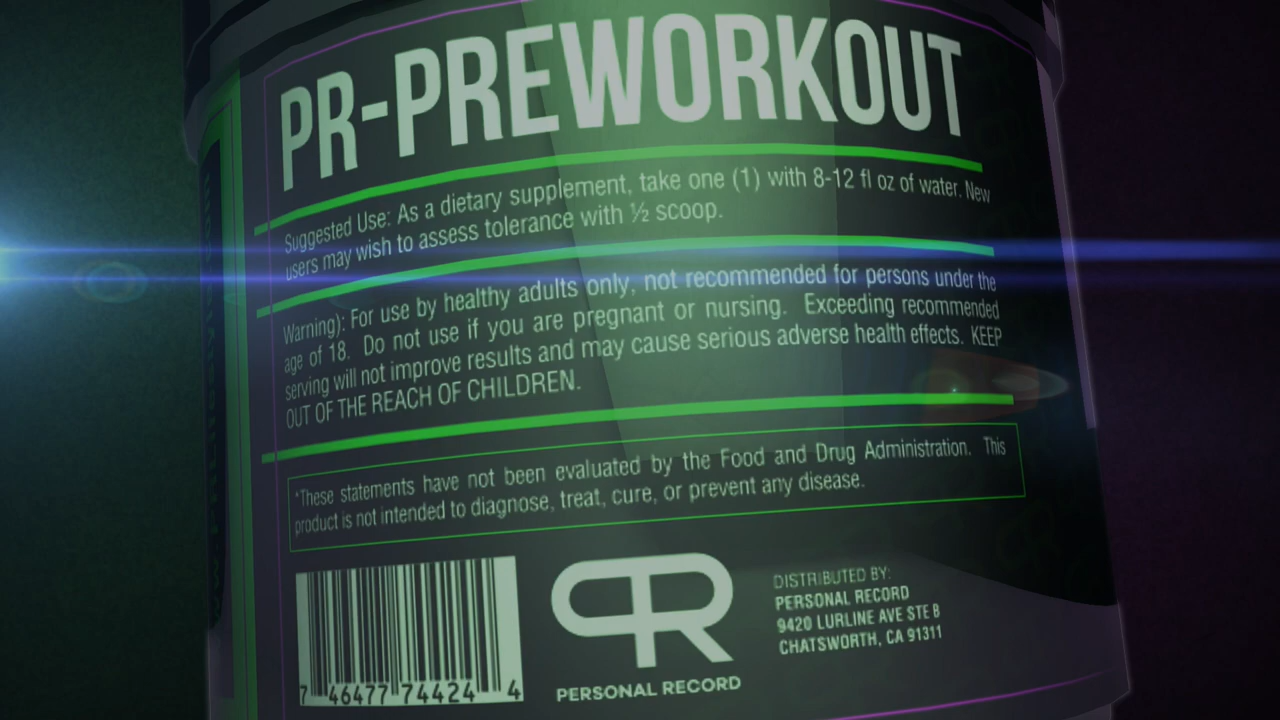 PR-PREWORKOUT
Suggested Use: As a dietary supplement, take one (1) with 8-12 fl oz of water. New
users may wish to assess tolerance with ½ scoop.
Warning): For use by healthy adults only, not recommended for persons under the
age of 18. Do not use if you are pregnant or nursing. Exceeding recommended
serving will not improve results and may cause serious adverse health effects. KEEP
OUT OF THE REACH OF CHILDREN.
*These statements have not been evaluated by the Food and Drug Administration. This
product is not intended to diagnose, treat, cure, or prevent any disease.
7 46477 74424 4
PR
PERSONAL RECORD
DISTRIBUTED BY:
PERSONAL RECORD
9420 LURLINE AVE STE B
CHATSWORTH, CA 91311